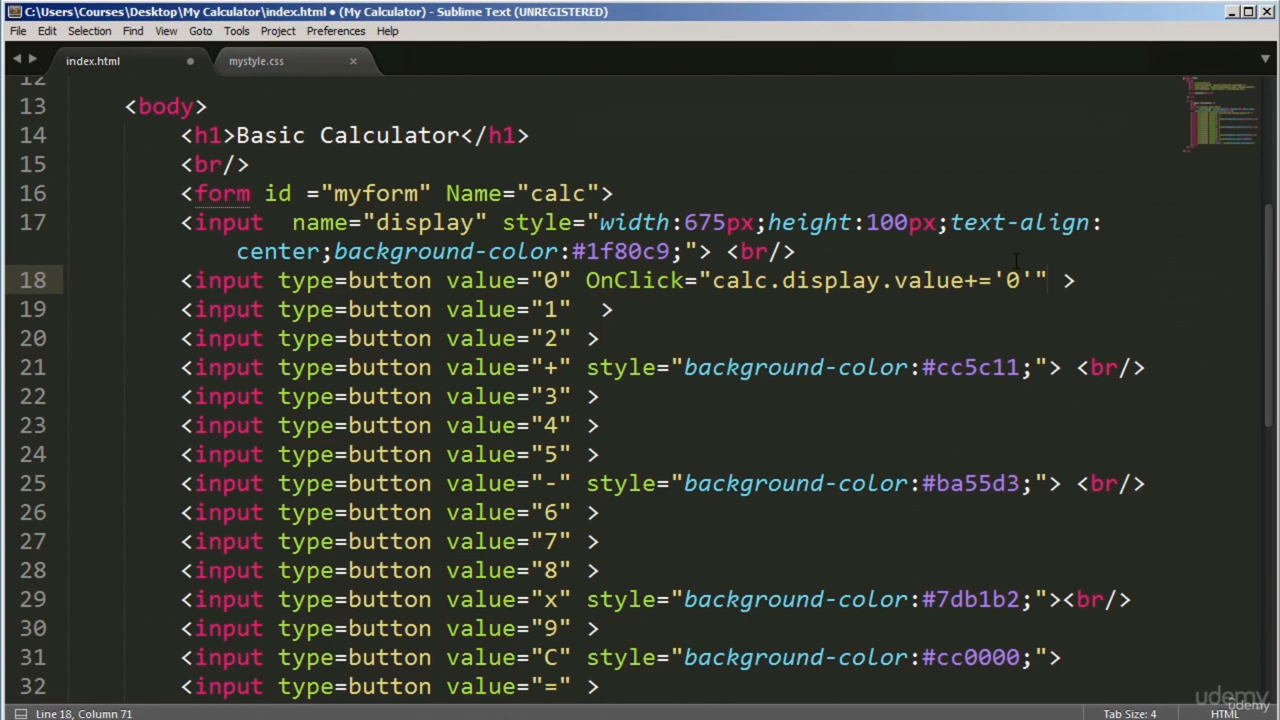 C:\Users\Courses\Desktop\My Calculator\index.html • (My Calculator) - Sublime Text (UNREGISTERED)
File Edit Selection Find View Goto Tools Project Preferences Help
index.html mystyle.css
12
13 <body>
14 <h1>Basic Calculator</h1>
15 <br/>
16 <form id ="myform" Name="calc">
17 <input  name="display" style="width:675px;height:100px;text-align:
center;background-color:#1f80c9;"> <br/>
18 <input type=button value="0" OnClick="calc.display.value+='0'" >
19 <input type=button value="1"  >
20 <input type=button value="2" >
21 <input type=button value="+" style="background-color:#cc5c11;"> <br/>
22 <input type=button value="3" >
23 <input type=button value="4" >
24 <input type=button value="5" >
25 <input type=button value="-" style="background-color:#ba55d3;"> <br/>
26 <input type=button value="6" >
27 <input type=button value="7" >
28 <input type=button value="8" >
29 <input type=button value="x" style="background-color:#7db1b2;"><br/>
30 <input type=button value="9" >
31 <input type=button value="C" style="background-color:#cc0000;">
32 <input type=button value="=" >
Line 18, Column 71 Tab Size: 4 HTML
udemy
udemy